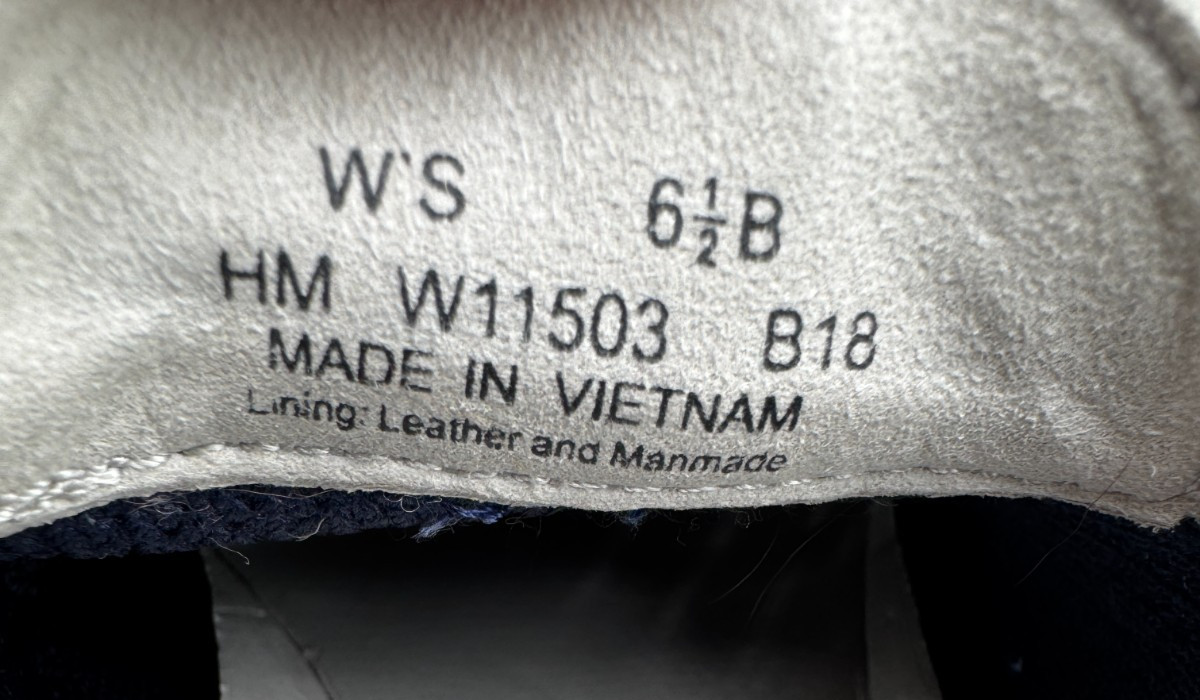 W'S 6½B
HM W11503 B18
MADE IN VIETNAM
Lining: Leather and Manmade